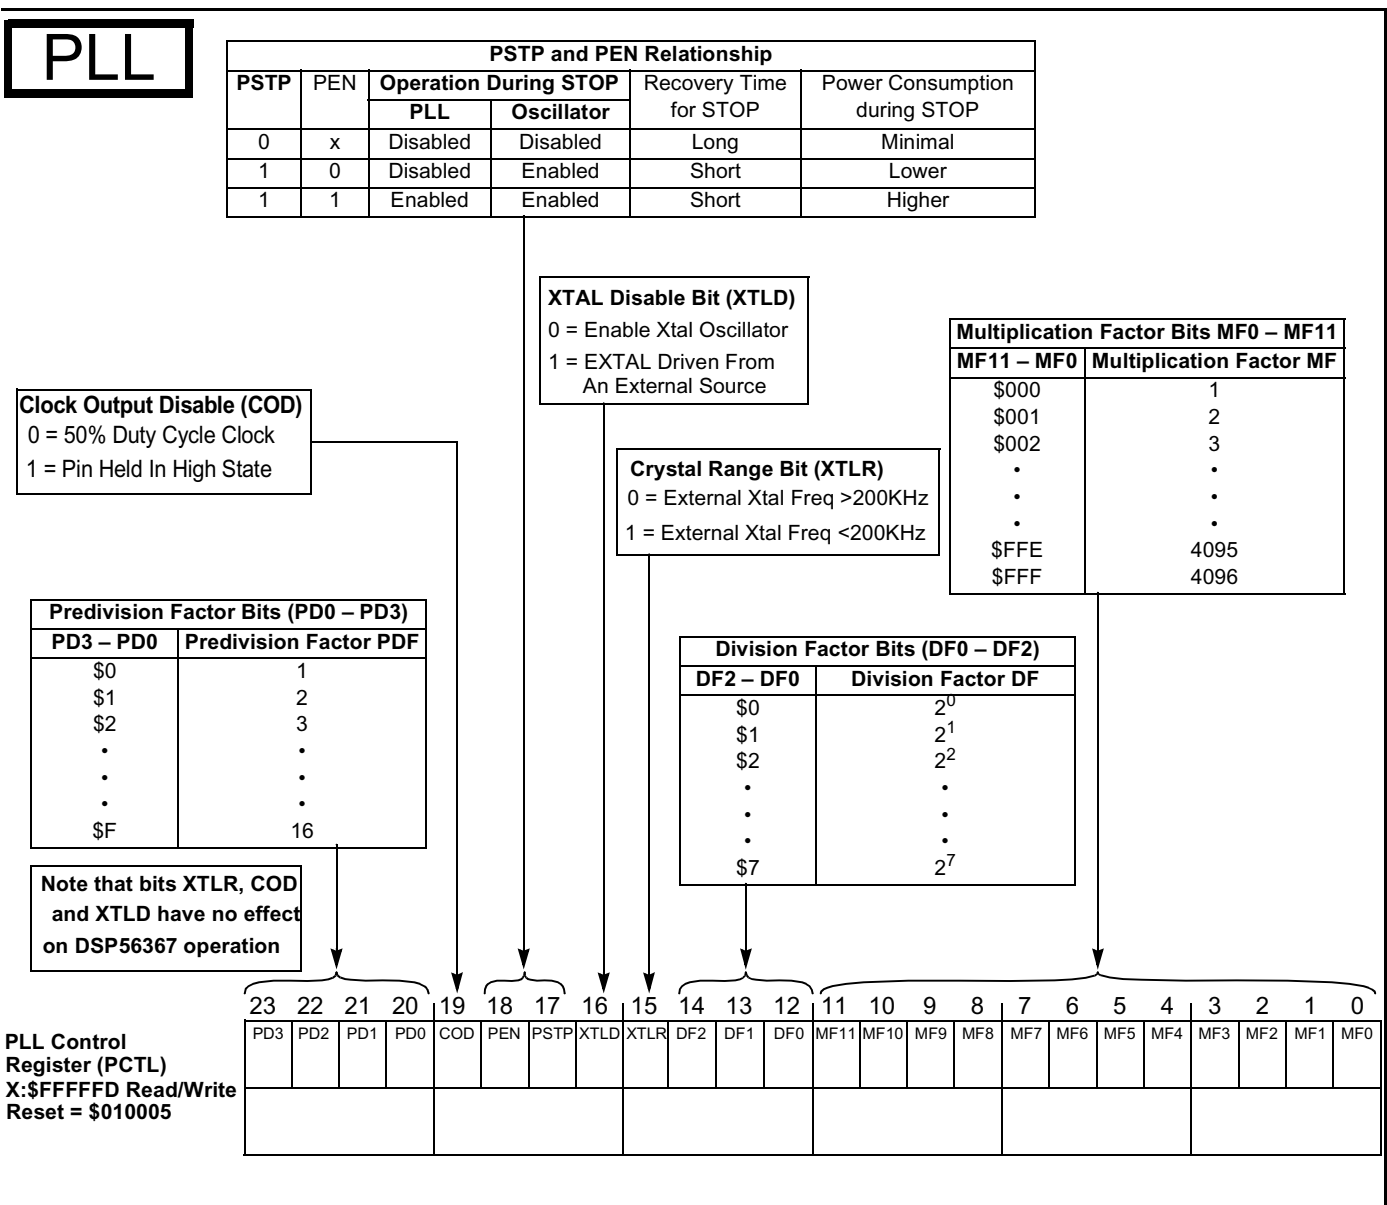 PLL
PSTP and PEN Relationship
PSTP PEN Operation During STOP Recovery Time for STOP Power Consumption during STOP
PLL Oscillator
0 x Disabled Disabled Long Minimal
1 0 Disabled Enabled Short Lower
1 1 Enabled Enabled Short Higher
XTAL Disable Bit (XTLD)
0 = Enable Xtal Oscillator
1 = EXTAL Driven From
An External Source
Multiplication Factor Bits MF0 – MF11
MF11 – MF0 Multiplication Factor MF
$000 1
$001 2
$002 3
• •
• •
• •
$FFE 4095
$FFF 4096
Clock Output Disable (COD)
0 = 50% Duty Cycle Clock
1 = Pin Held In High State
Crystal Range Bit (XTLR)
0 = External Xtal Freq >200KHz
1 = External Xtal Freq <200KHz
Predivision Factor Bits (PD0 – PD3)
PD3 – PD0 Predivision Factor PDF
$0 1
$1 2
$2 3
• •
• •
• •
$F 16
Division Factor Bits (DF0 – DF2)
DF2 – DF0 Division Factor DF
$0 2^0
$1 2^1
$2 2^2
• •
• •
• •
$7 2^7
Note that bits XTLR, COD
and XTLD have no effect
on DSP56367 operation
23 22 21 20 19 18 17 16 15 14 13 12 11 10 9 8 7 6 5 4 3 2 1 0
PD3 PD2 PD1 PD0 COD PEN PSTP XTLD XTLR DF2 DF1 DF0 MF11 MF10 MF9 MF8 MF7 MF6 MF5 MF4 MF3 MF2 MF1 MF0
PLL Control
Register (PCTL)
X:$FFFFFD Read/Write
Reset = $010005